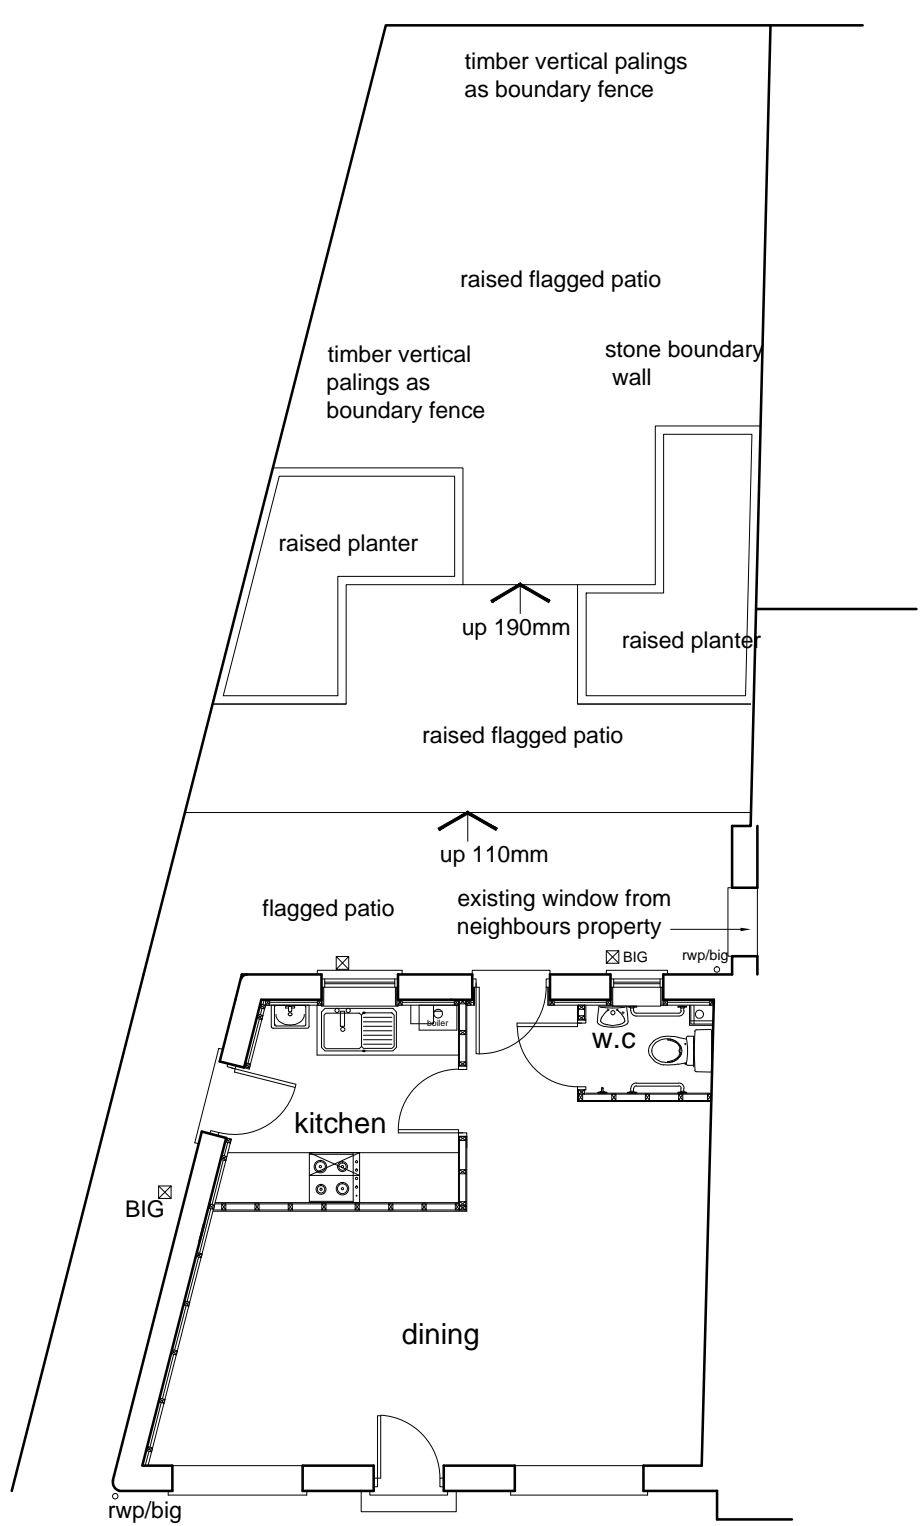 timber vertical palings
as boundary fence
raised flagged patio
timber vertical
palings as
boundary fence
stone boundary
wall
raised planter
up 190mm
raised planter
raised flagged patio
up 110mm
flagged patio
existing window from
neighbours property
BIG
rwp/big
boiler
w.c
kitchen
BIG
dining
rwp/big